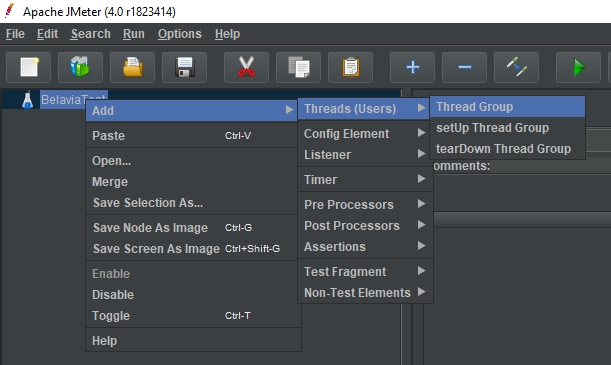 Apache JMeter (4.0 r1823414)
File Edit Search Run Options Help
BelaviaTest
Add
Paste Ctrl-V
Open...
Merge
Save Selection As...
Save Node As Image Ctrl-G
Save Screen As Image Ctrl+Shift-G
Enable
Disable
Toggle Ctrl-T
Help
Threads (Users)
Config Element
Listener
Timer
Pre Processors
Post Processors
Assertions
Test Fragment
Non-Test Elements
Thread Group
setUp Thread Group
tearDown Thread Group
omments: